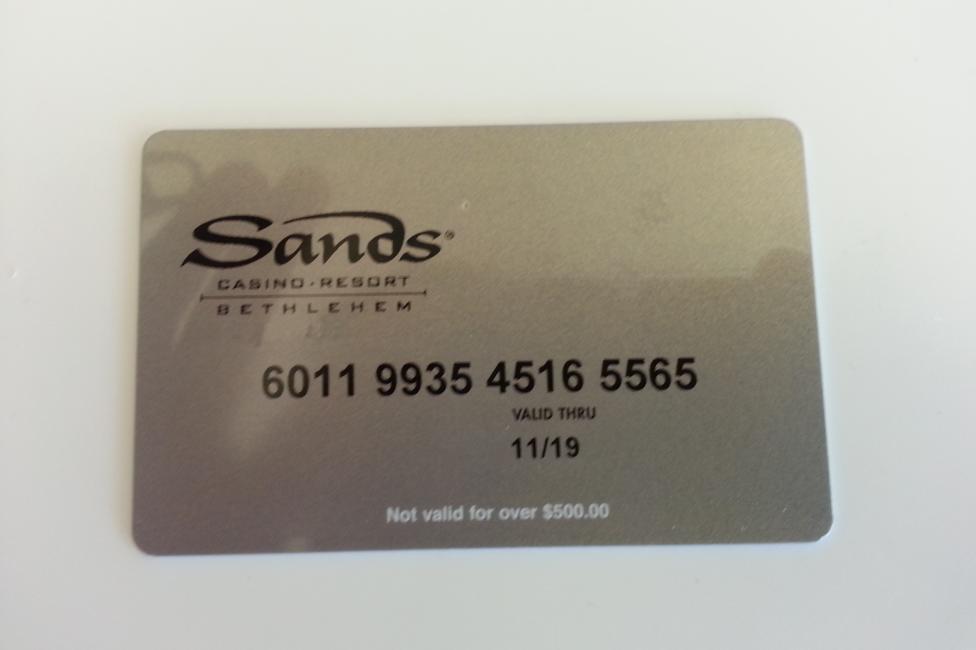 Sands®
CASINO · RESORT
BETHLEHEM
6011 9935 4516 5565
VALID THRU
11/19
Not valid for over $500.00